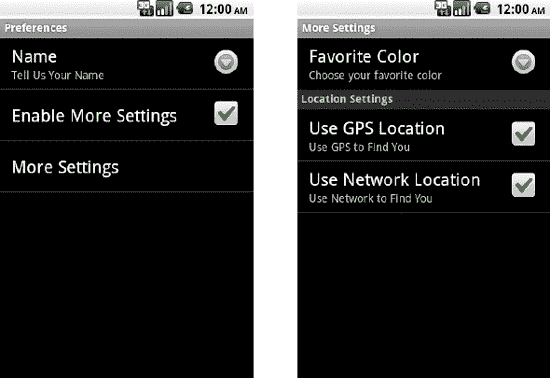 12:00 AM
Preferences
Name
Tell Us Your Name
Enable More Settings
More Settings
12:00 AM
More Settings
Favorite Color
Choose your favorite color
Location Settings
Use GPS Location
Use GPS to Find You
Use Network Location
Use Network to Find You